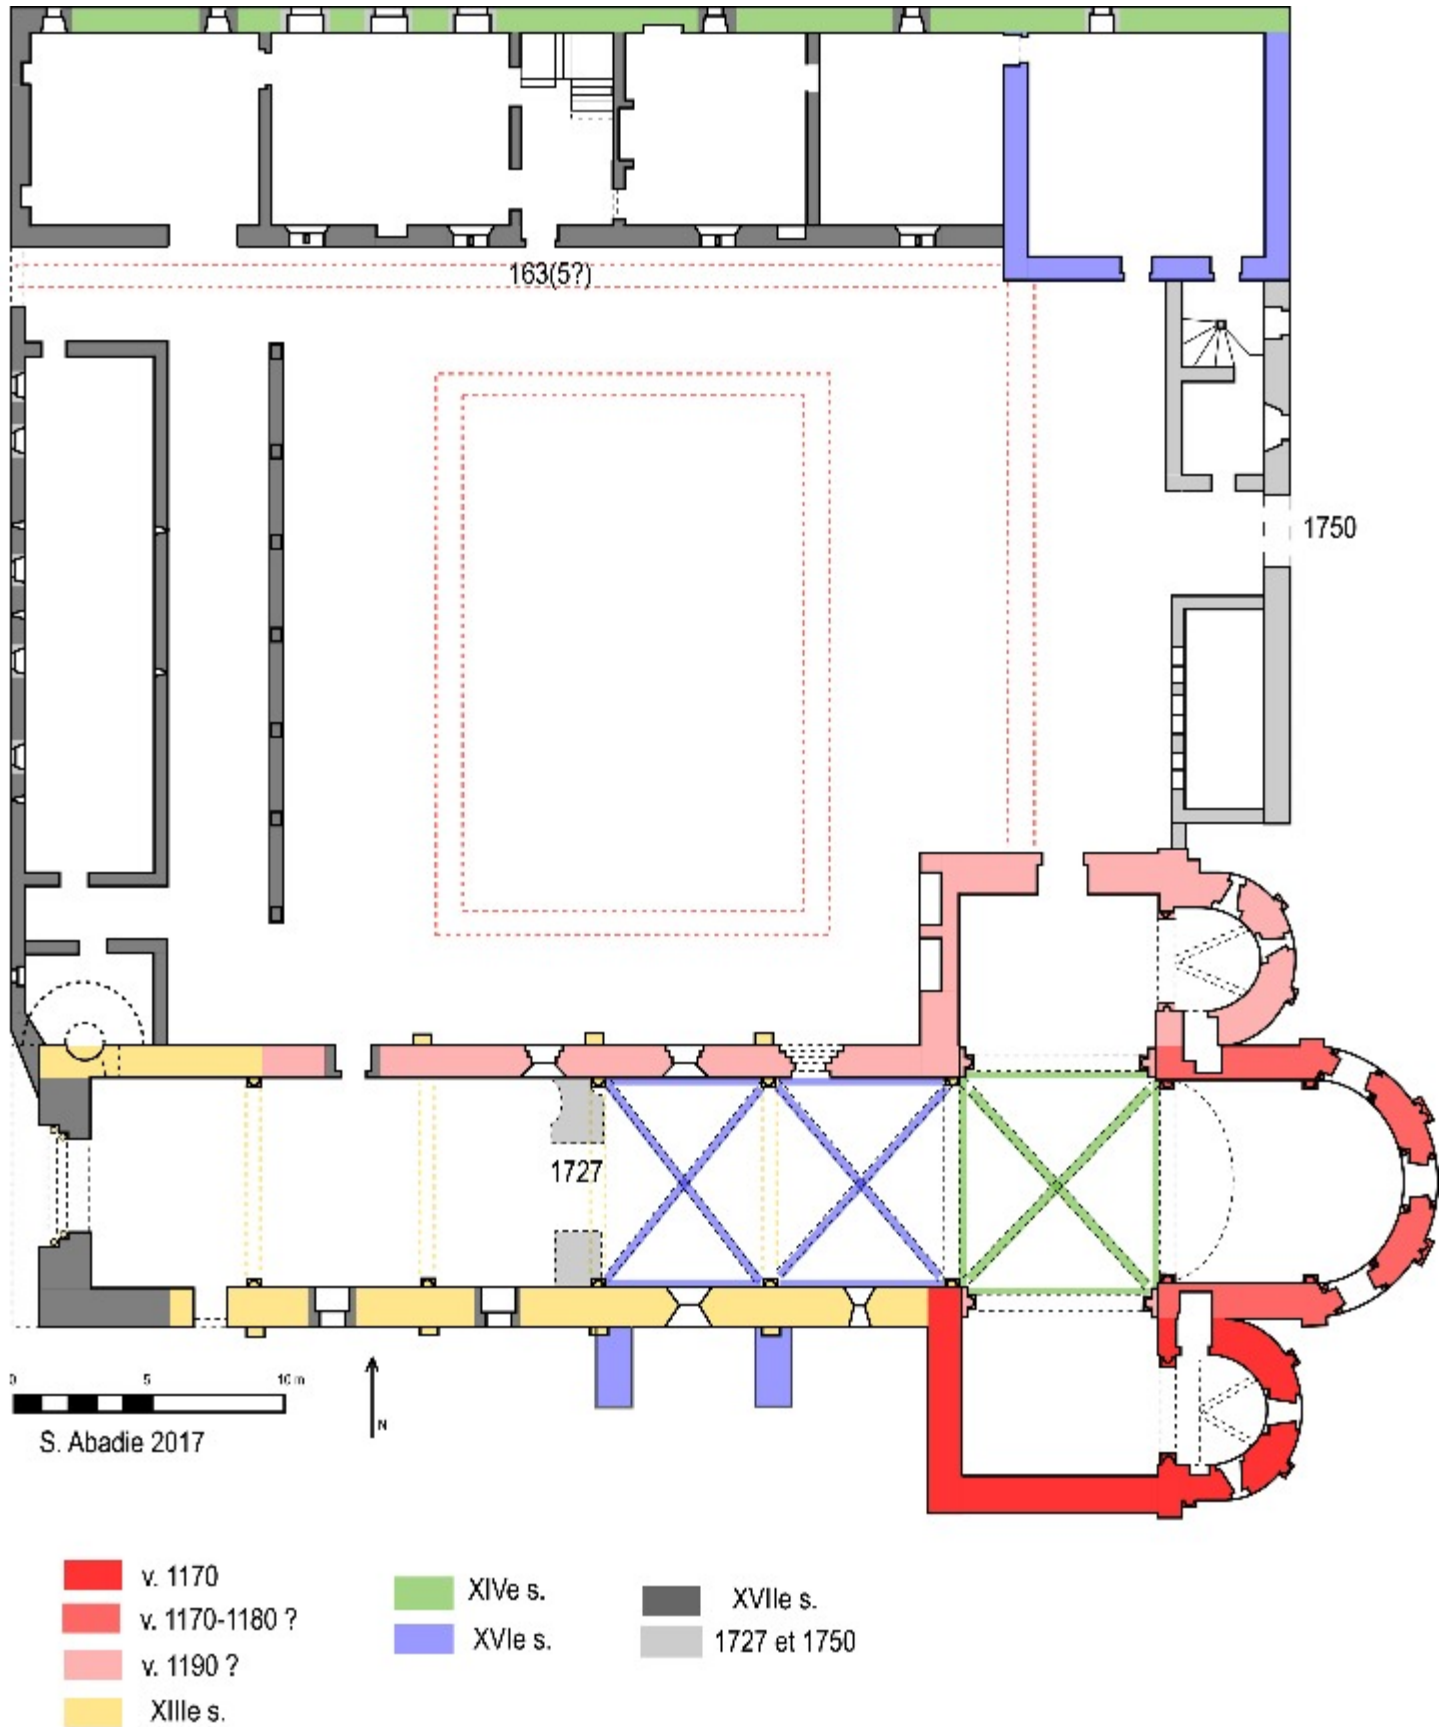 163(5?)
1750
1727
0 5 10 m
N
S. Abadie 2017
v. 1170
v. 1170-1180 ?
v. 1190 ?
XIIIe s.
XIVe s.
XVIe s.
XVIIe s.
1727 et 1750